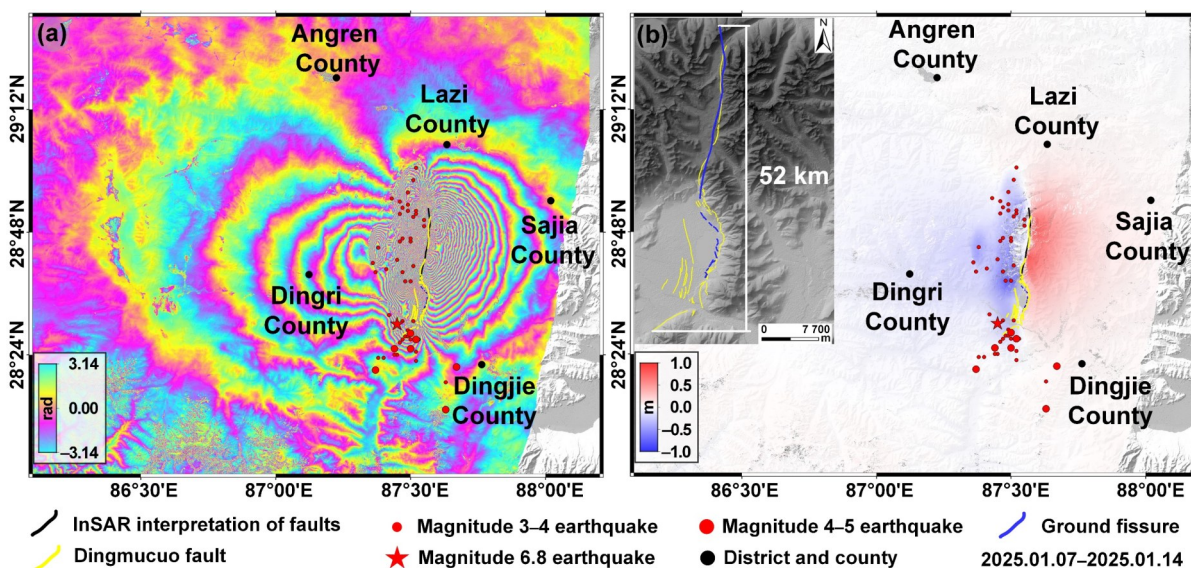 (a)
Angren
County
Lazi
County
Sajia
County
Dingri
County
Dingjie
County
29°12'N
28°48'N
28°24'N
3.14
0.00
–3.14
rad
86°30'E
87°00'E
87°30'E
88°00'E
(b)
N
52 km
0
7 700
m
Angren
County
Lazi
County
Sajia
County
Dingri
County
Dingjie
County
1.0
0.5
0.0
–0.5
–1.0
m
86°30'E
87°00'E
87°30'E
88°00'E
InSAR interpretation of faults
Magnitude 3–4 earthquake
Magnitude 4–5 earthquake
Ground fissure
Dingmucuo fault
Magnitude 6.8 earthquake
District and county
2025.01.07–2025.01.14